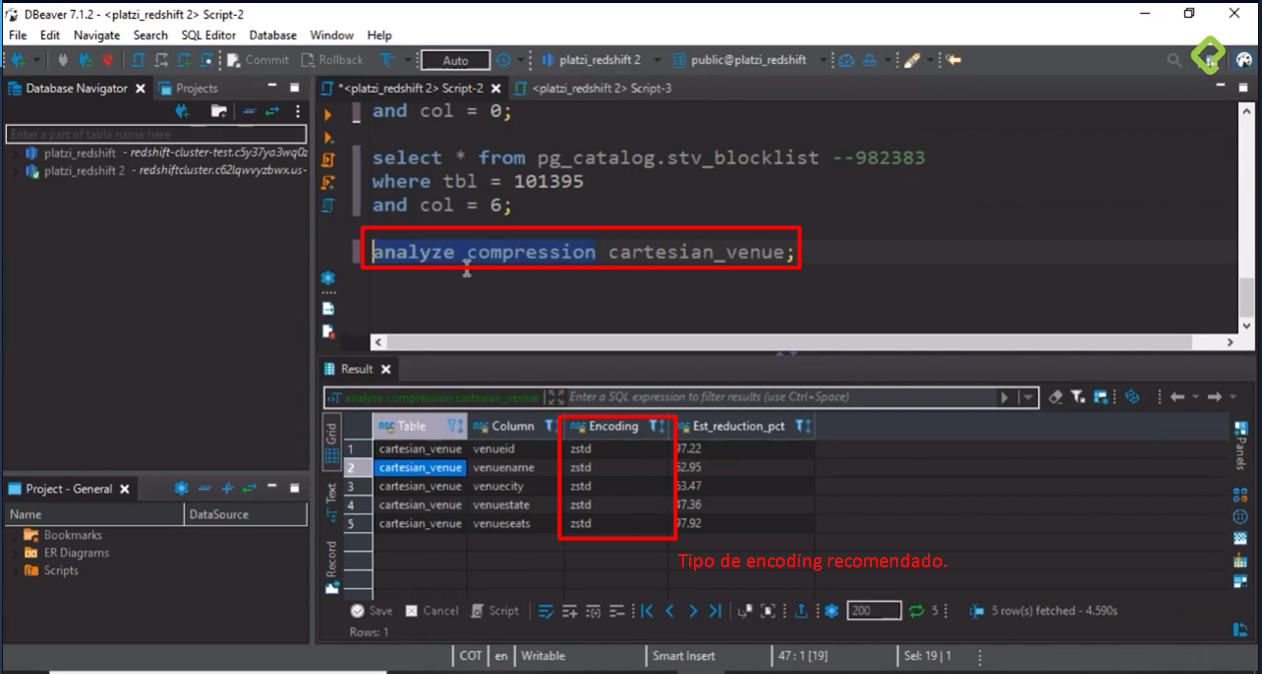 DBeaver 7.1.2 - <platzi_redshift 2> Script-2
File Edit Navigate Search SQL Editor Database Window Help
Commit Rollback Auto platzi_redshift 2 public@platzi_redshift
Database Navigator Projects
*<platzi_redshift 2> Script-2 <platzi_redshift 2> Script-3
Enter a part of table name here
platzi_redshift - redshift-cluster-test.c5y37ya3wq0z
platzi_redshift 2 - redshiftcluster.c62lqwvyzbwx.us-
and col = 0;
select * from pg_catalog.stv_blocklist --982383
where tbl = 101395
and col = 6;
analyze compression cartesian_venue;
Result
analyze compression cartesian_venue Enter a SQL expression to filter results (use Ctrl+Space)
Grid
Text
Record
Panels
Table Column Encoding Est_reduction_pct
1 cartesian_venue venueid zstd 97.22
2 cartesian_venue venuename zstd 52.95
3 cartesian_venue venuecity zstd 53.47
4 cartesian_venue venuestate zstd 47.36
5 cartesian_venue venueseats zstd 97.92
Tipo de encoding recomendado.
Project - General
Name DataSource
Bookmarks
ER Diagrams
Scripts
Save Cancel Script 200 5 5 row(s) fetched - 4.590s
Rows: 1
COT en Writable Smart Insert 47 : 1 [19] Sel: 19 | 1